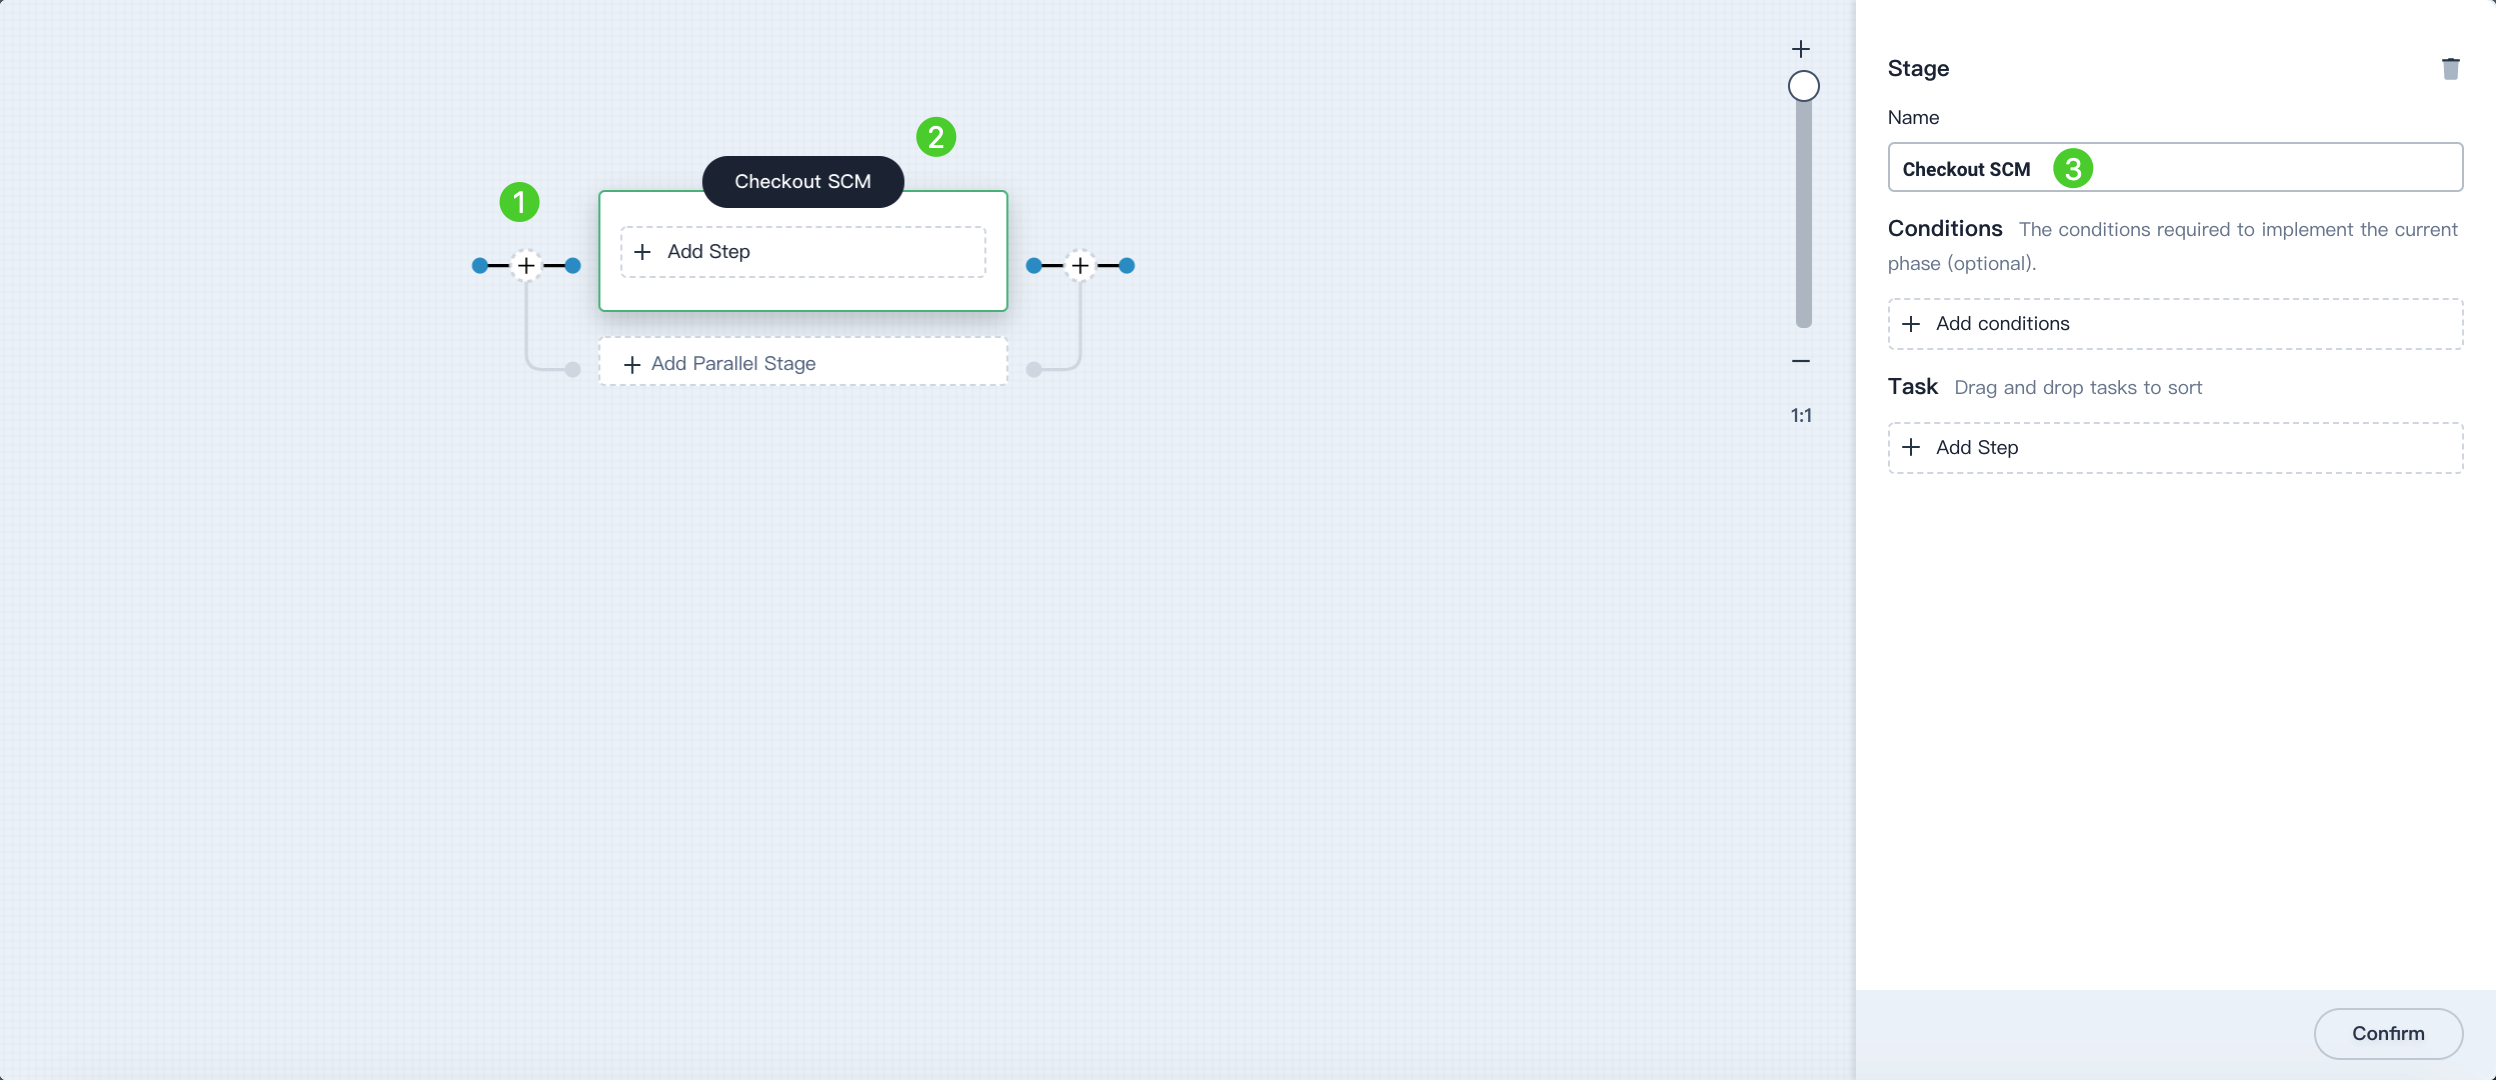 1
2
Checkout SCM
Add Step
Add Parallel Stage
1:1
Stage
Name
Checkout SCM 3
Conditions The conditions required to implement the current
phase (optional).
Add conditions
Task Drag and drop tasks to sort
Add Step
Confirm